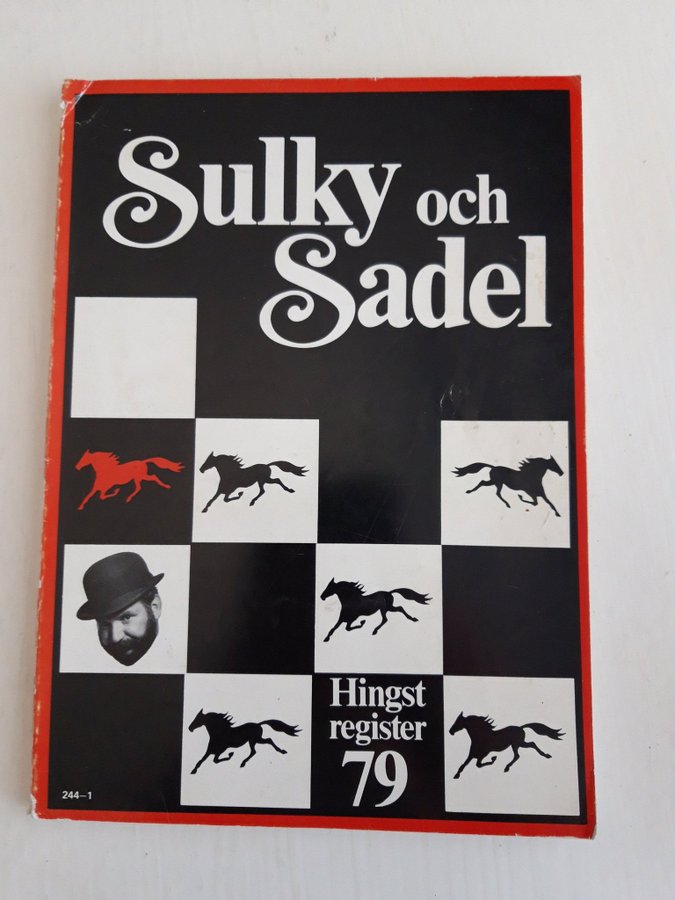 Sulky och
Sadel
Hingst
register
79
244–1